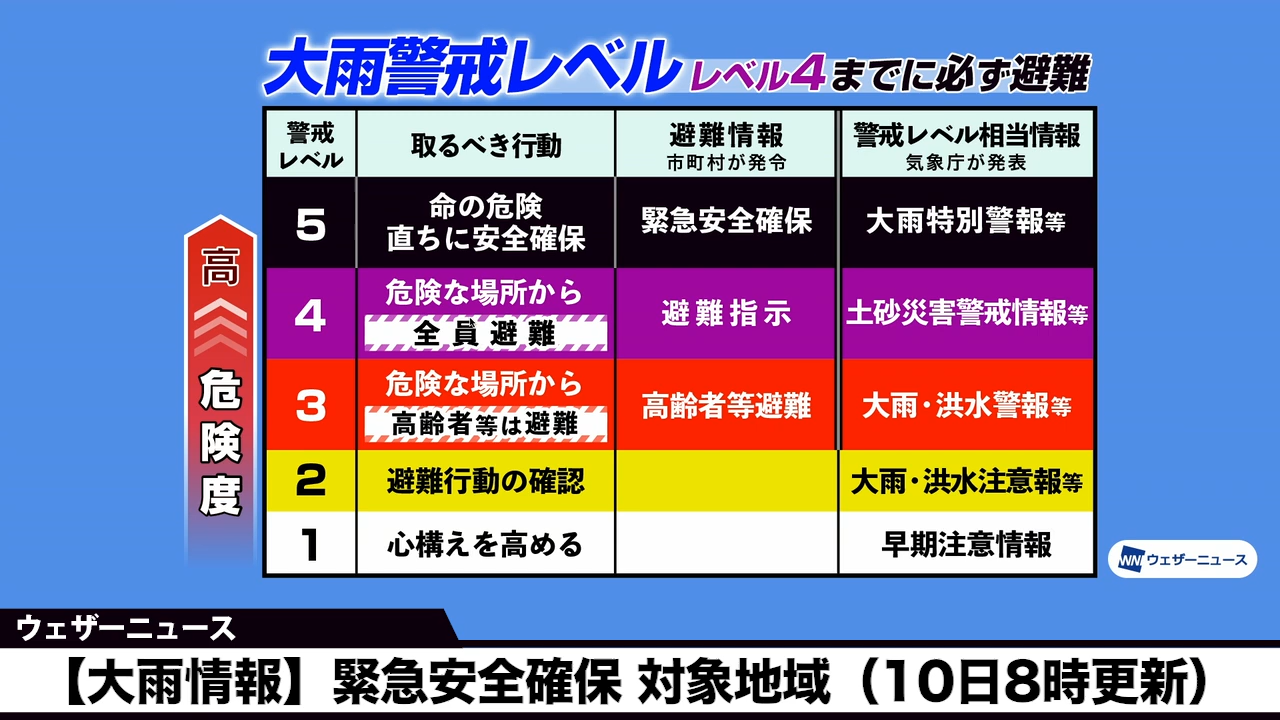 大雨警戒レベル レベル4までに必ず避難
警戒
レベル
取るべき行動
避難情報
市町村が発令
警戒レベル相当情報
気象庁が発表
5
命の危険
直ちに安全確保
緊急安全確保
大雨特別警報等
4
危険な場所から
全員避難
避難指示
土砂災害警戒情報等
3
危険な場所から
高齢者等は避難
高齢者等避難
大雨・洪水警報等
2
避難行動の確認
大雨・洪水注意報等
1
心構えを高める
早期注意情報
高
危険度
WN ウェザーニュース
ウェザーニュース
【大雨情報】緊急安全確保 対象地域（10日8時更新）